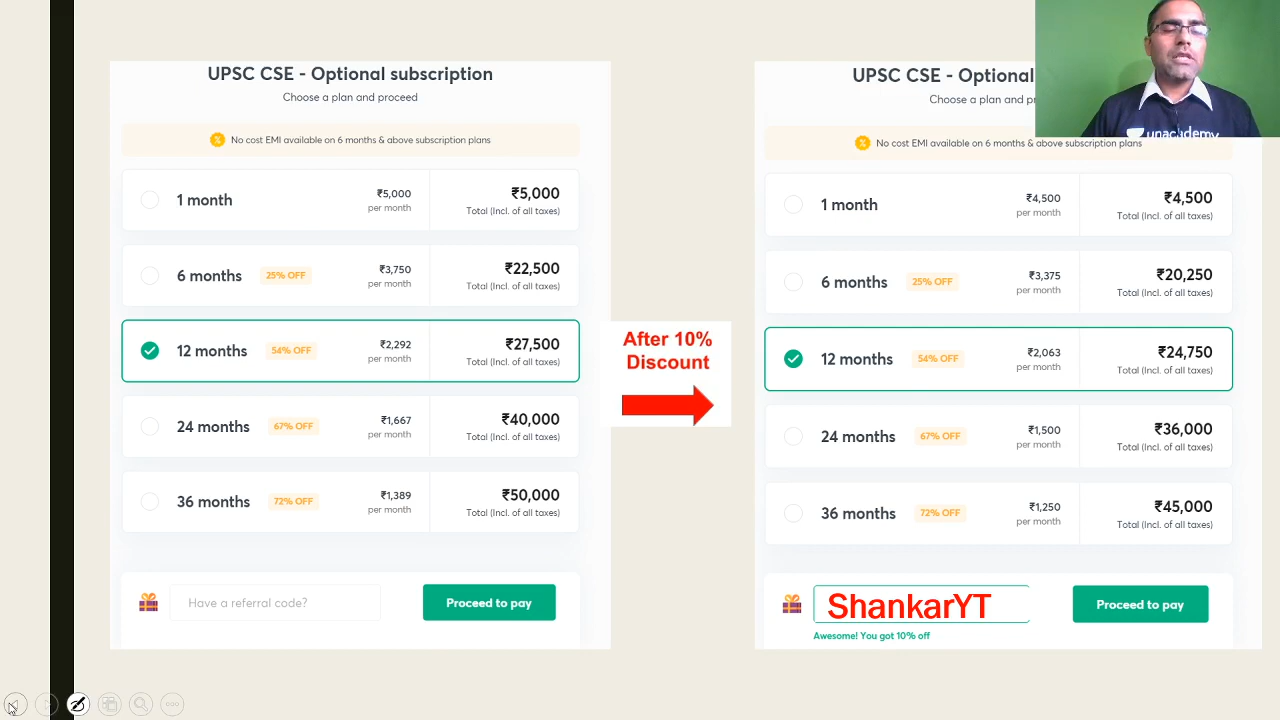 UPSC CSE - Optional subscription
Choose a plan and proceed
No cost EMI available on 6 months & above subscription plans
1 month
₹5,000
per month
₹5,000
Total (Incl. of all taxes)
6 months
25% OFF
₹3,750
per month
₹22,500
Total (Incl. of all taxes)
12 months
54% OFF
₹2,292
per month
₹27,500
Total (Incl. of all taxes)
24 months
67% OFF
₹1,667
per month
₹40,000
Total (Incl. of all taxes)
36 months
72% OFF
₹1,389
per month
₹50,000
Total (Incl. of all taxes)
Have a referral code?
Proceed to pay
After 10%
Discount
UPSC CSE - Optional
Choose a plan and
No cost EMI available on 6 months & above subscription plans
1 month
₹4,500
per month
₹4,500
Total (Incl. of all taxes)
6 months
25% OFF
₹3,375
per month
₹20,250
Total (Incl. of all taxes)
12 months
54% OFF
₹2,063
per month
₹24,750
Total (Incl. of all taxes)
24 months
67% OFF
₹1,500
per month
₹36,000
Total (Incl. of all taxes)
36 months
72% OFF
₹1,250
per month
₹45,000
Total (Incl. of all taxes)
ShankarYT
Awesome! You got 10% off
Proceed to pay
unacademy